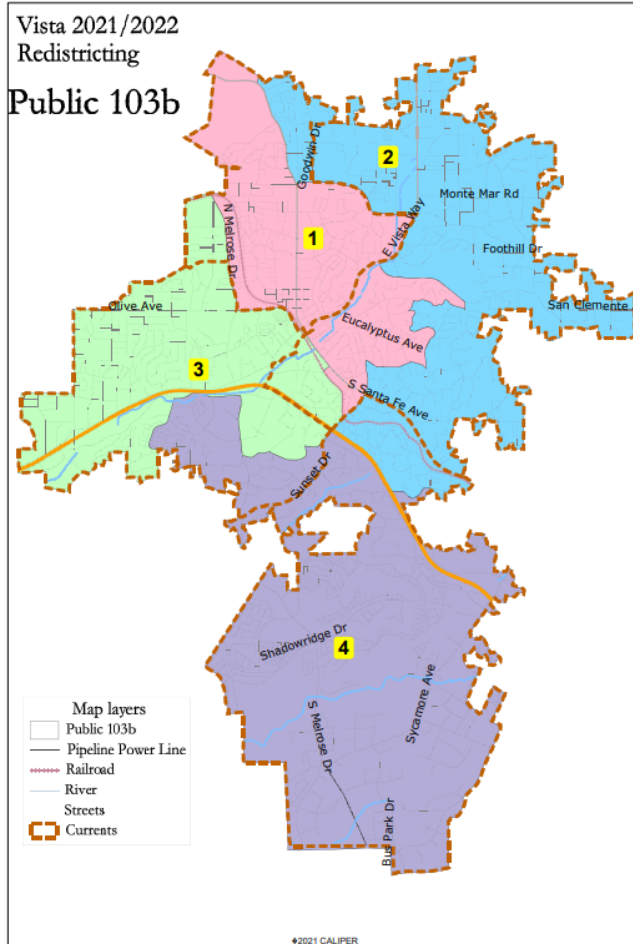 Vista 2021/2022
Redistricting
Public 103b
Goodwin Dr
2
Monte Mar Rd
N Melrose Dr
1
E Vista Way
Foothill Dr
Olive Ave
San Clemente
Eucalyptus Ave
3
S Santa Fe Ave
Sunset Dr
Shadowridge Dr
4
S Melrose Dr
Sycamore Ave
Bus Park Dr
Map layers
Public 103b
Pipeline Power Line
Railroad
River
Streets
Currents
©2021 CALIPER